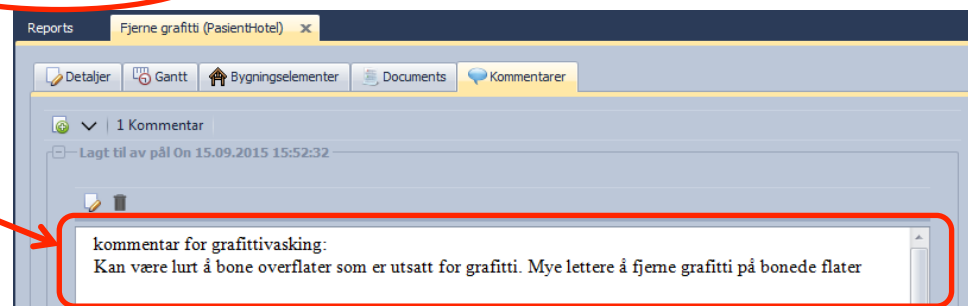 Reports Fjerne grafitti (PasientHotel) x
Detaljer Gantt Bygningselementer Documents Kommentarer
1 Kommentar
Lagt til av pål On 15.09.2015 15:52:32
kommentar for grafittivasking:
Kan være lurt å bone overflater som er utsatt for grafitti. Mye lettere å fjerne grafitti på bonede flater